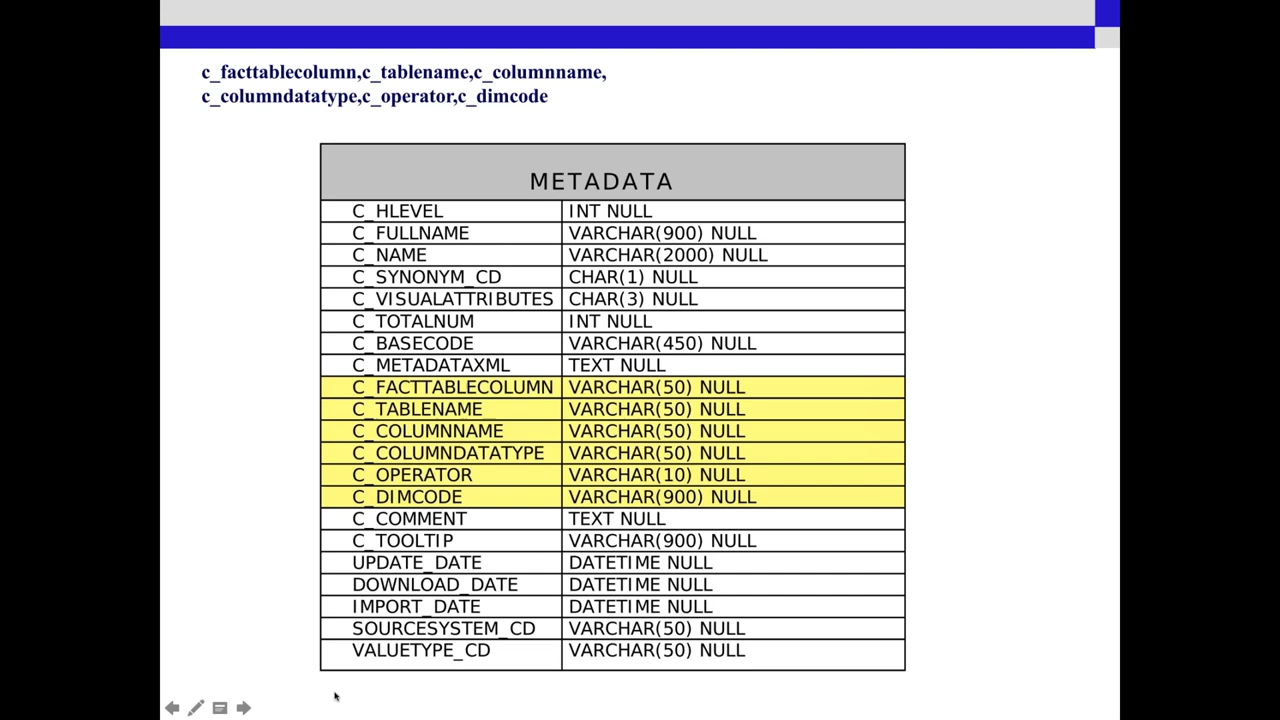 c_facttablecolumn,c_tablename,c_columnname,
c_columndatatype,c_operator,c_dimcode
METADATA
C_HLEVEL INT NULL
C_FULLNAME VARCHAR(900) NULL
C_NAME VARCHAR(2000) NULL
C_SYNONYM_CD CHAR(1) NULL
C_VISUALATTRIBUTES CHAR(3) NULL
C_TOTALNUM INT NULL
C_BASECODE VARCHAR(450) NULL
C_METADATAXML TEXT NULL
C_FACTTABLECOLUMN VARCHAR(50) NULL
C_TABLENAME VARCHAR(50) NULL
C_COLUMNNAME VARCHAR(50) NULL
C_COLUMNDATATYPE VARCHAR(50) NULL
C_OPERATOR VARCHAR(10) NULL
C_DIMCODE VARCHAR(900) NULL
C_COMMENT TEXT NULL
C_TOOLTIP VARCHAR(900) NULL
UPDATE_DATE DATETIME NULL
DOWNLOAD_DATE DATETIME NULL
IMPORT_DATE DATETIME NULL
SOURCESYSTEM_CD VARCHAR(50) NULL
VALUETYPE_CD VARCHAR(50) NULL